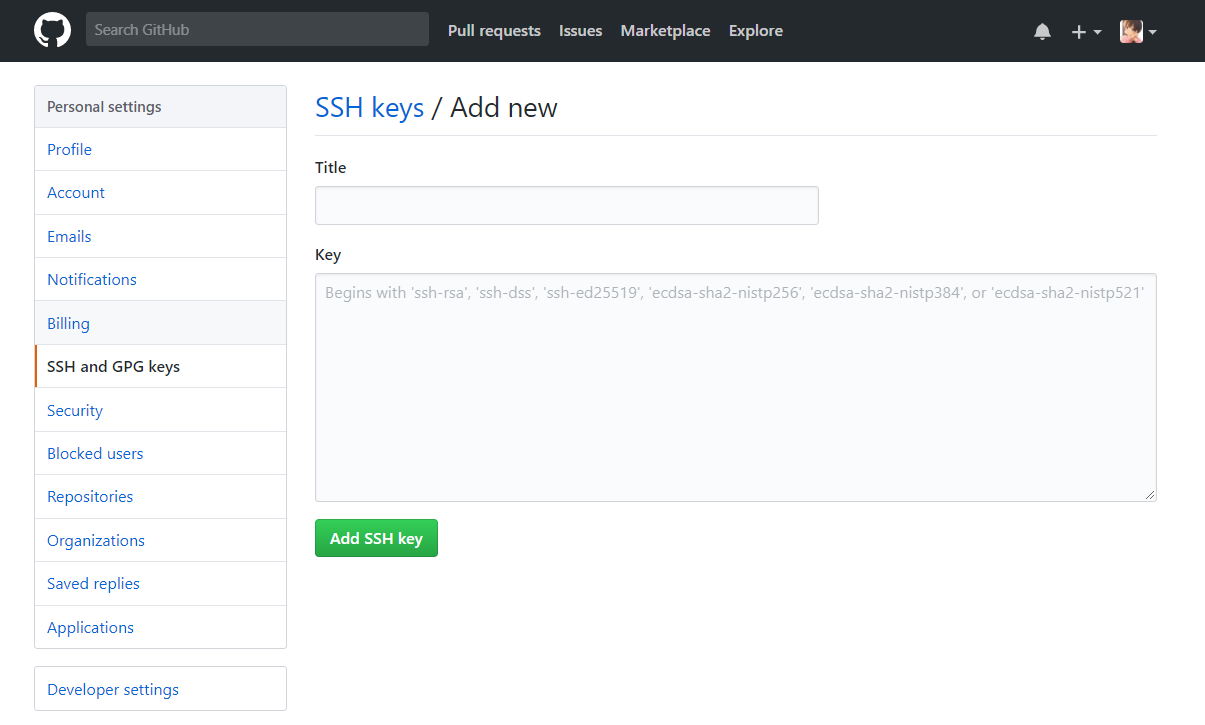 Search GitHub Pull requests Issues Marketplace Explore
Personal settings
Profile
Account
Emails
Notifications
Billing
SSH and GPG keys
Security
Blocked users
Repositories
Organizations
Saved replies
Applications
Developer settings
SSH keys / Add new
Title
Key
Begins with 'ssh-rsa', 'ssh-dss', 'ssh-ed25519', 'ecdsa-sha2-nistp256', 'ecdsa-sha2-nistp384', or 'ecdsa-sha2-nistp521'
Add SSH key